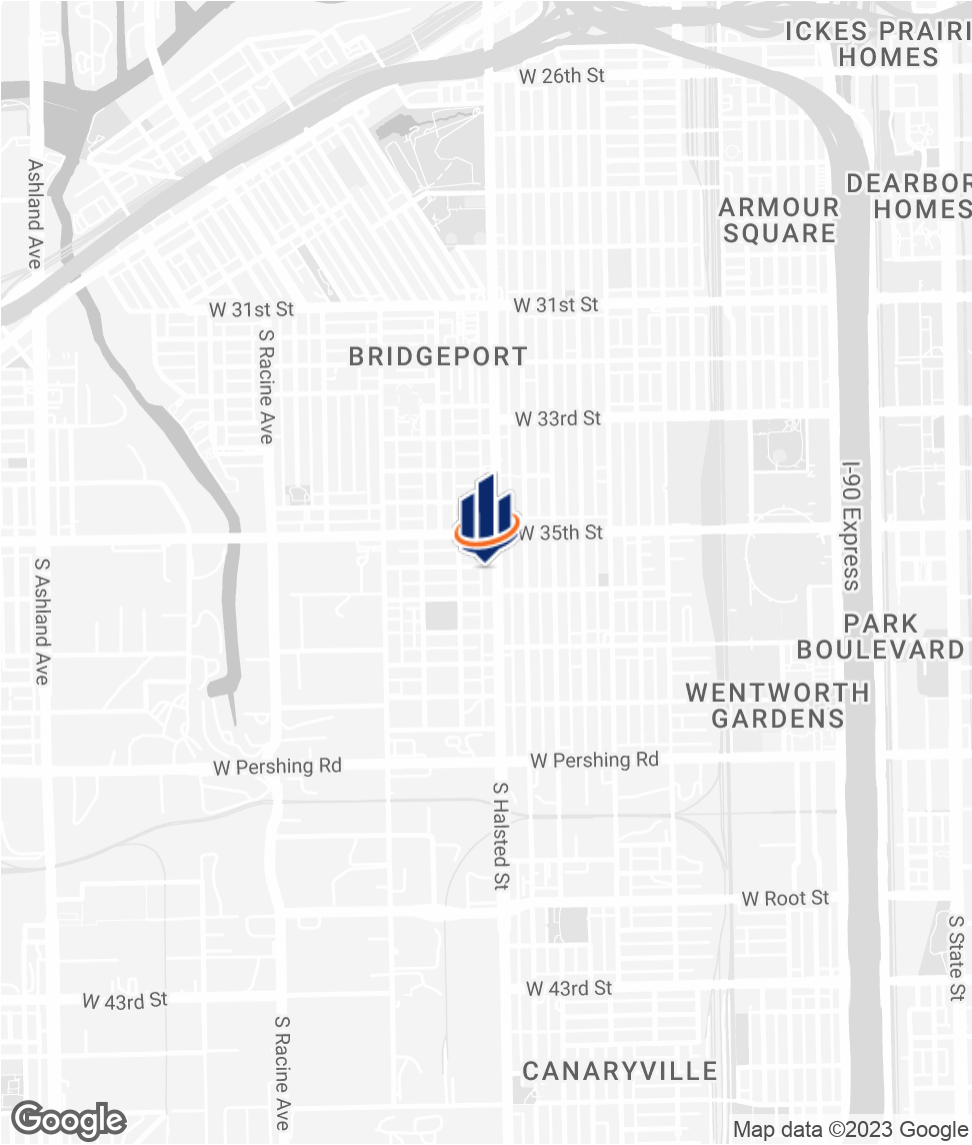 ICKES PRAIRI
HOMES
W 26th St
Ashland Ave
DEARBOR
HOMES
ARMOUR
SQUARE
W 31st St
W 31st St
S Racine Ave
BRIDGEPORT
W 33rd St
I-90 Express
W 35th St
S Ashland Ave
PARK
BOULEVARD
WENTWORTH
GARDENS
W Pershing Rd
W Pershing Rd
S Halsted St
W Root St
S State St
W 43rd St
W 43rd St
S Racine Ave
CANARYVILLE
Google
Map data ©2023 Google